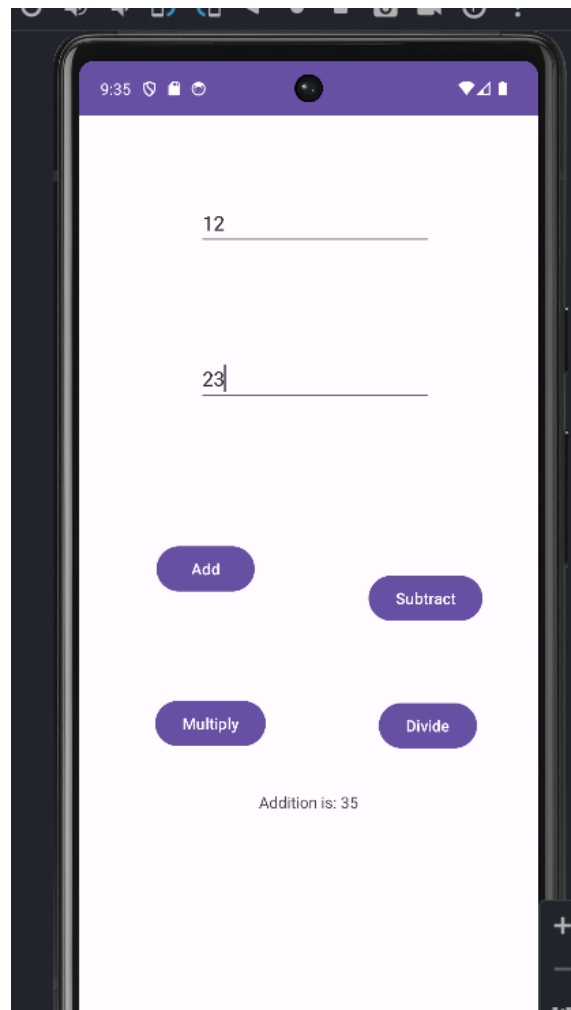 9:35
12
23
Add
Subtract
Multiply
Divide
Addition is: 35